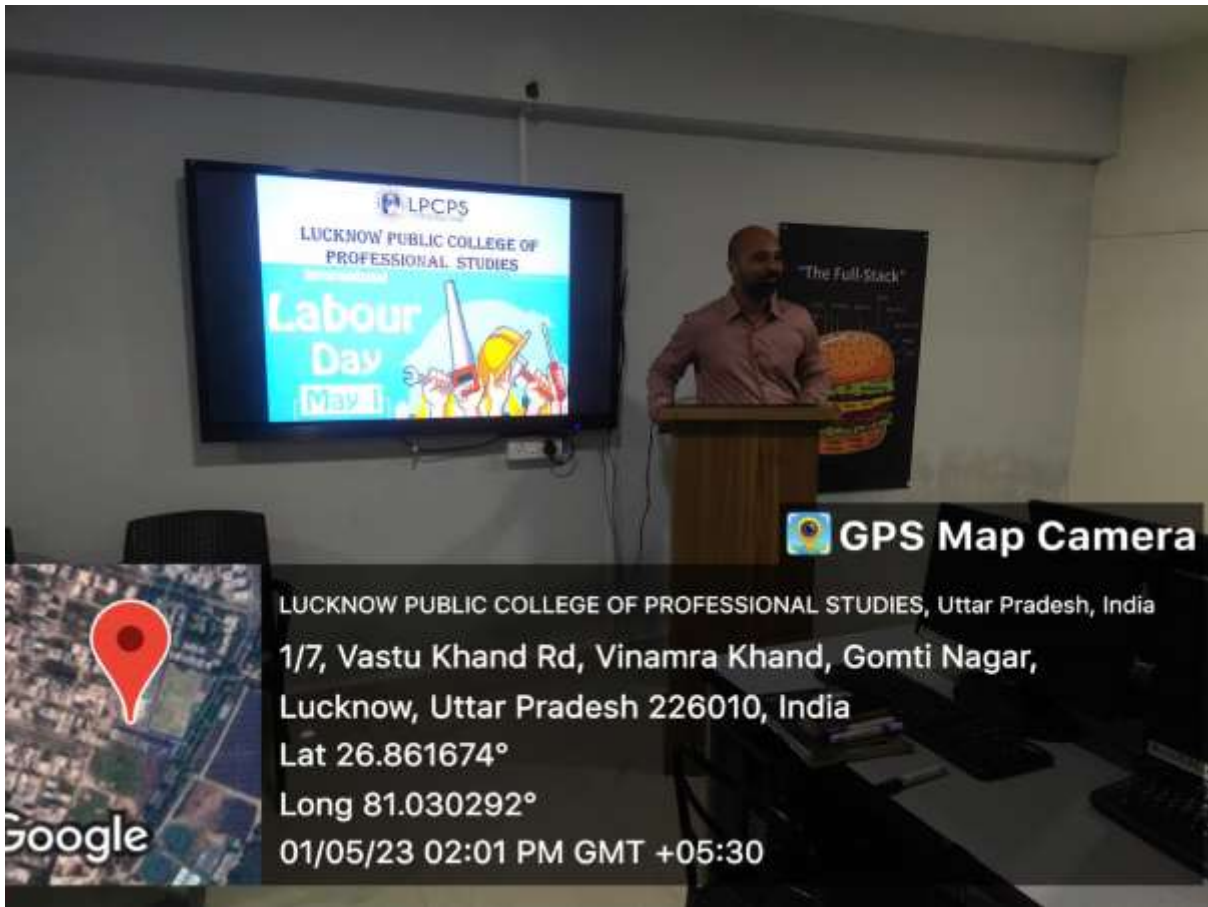 LPCPS
LUCKNOW PUBLIC COLLEGE OF
PROFESSIONAL STUDIES
Labour
Day
May 1
"The Full-Stack"
GPS Map Camera
LUCKNOW PUBLIC COLLEGE OF PROFESSIONAL STUDIES, Uttar Pradesh, India
1/7, Vastu Khand Rd, Vinamra Khand, Gomti Nagar,
Lucknow, Uttar Pradesh 226010, India
Lat 26.861674°
Long 81.030292°
01/05/23 02:01 PM GMT +05:30
Google